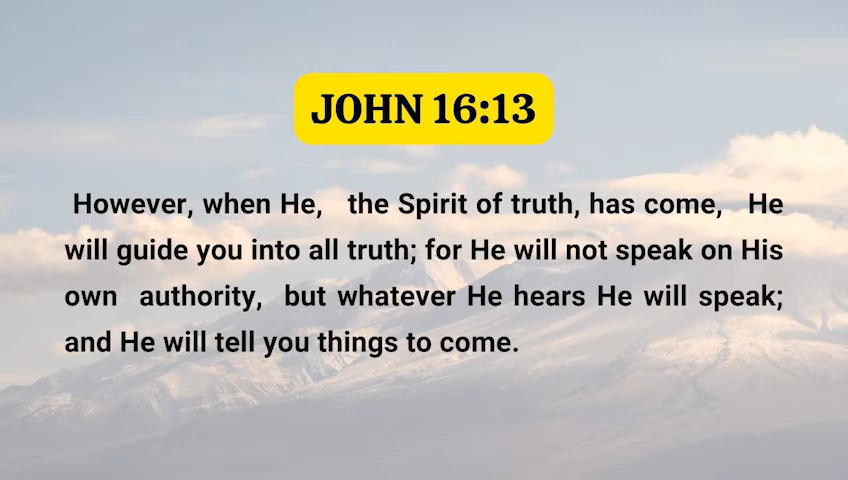 JOHN 16:13
However, when He, the Spirit of truth, has come, He
will guide you into all truth; for He will not speak on His
own authority, but whatever He hears He will speak;
and He will tell you things to come.